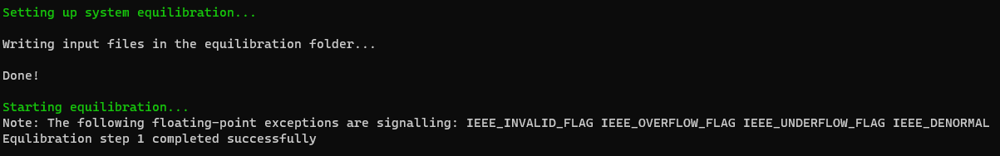 Setting up system equilibration...
Writing input files in the equilibration folder...
Done!
Starting equilibration...
Note: The following floating-point exceptions are signalling: IEEE_INVALID_FLAG IEEE_OVERFLOW_FLAG IEEE_UNDERFLOW_FLAG IEEE_DENORMAL
Equlibration step 1 completed successfully